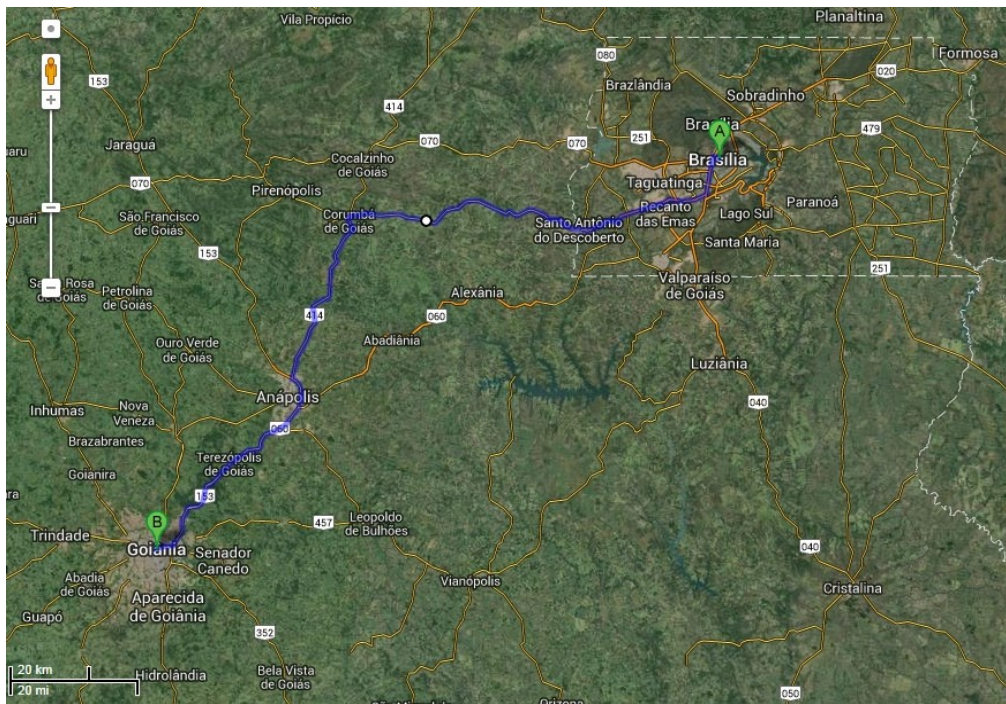 Vila Propício
Planaltina
Formosa
080
153
020
Brazlândia
Sobradinho
414
Brasília
A
479
Jaraguá
070
251
070
Cocalzinho
de Goiás
Brasília
Taguatinga
070
Pirenópolis
Paranoá
São Francisco
de Goiás
Corumbá
de Goiás
Recanto
das Emas
Lago Sul
Santo Antônio
do Descoberto
Santa Maria
153
251
Valparaíso
de Goiás
Rosa
de Goiás
Petrolina
de Goiás
Alexânia
414
060
Abadiânia
Ouro Verde
de Goiás
Luziânia
Anápolis
040
Inhumas
Nova
Veneza
060
Brazabrantes
Terezópolis
de Goiás
Goianira
153
B
457
Leopoldo
de Bulhões
Trindade
Goiânia
Senador
Canedo
040
Abadia
de Goiás
Vianópolis
Cristalina
Aparecida
de Goiânia
Guapó
352
20 km
20 mi
Hidrolândia
Bela Vista
de Goiás
050